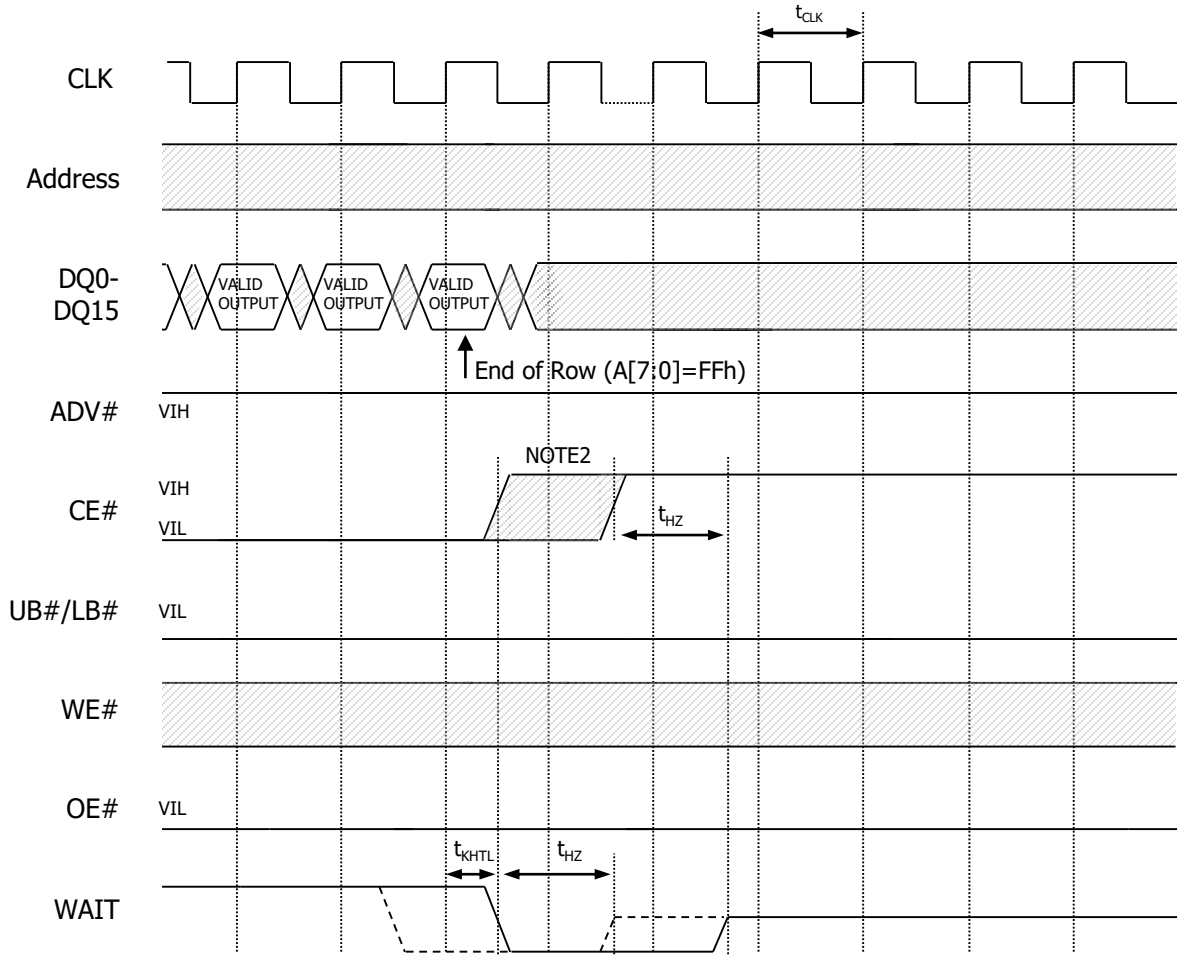 tCLK
CLK
Address
DQ0-
DQ15
VALID
OUTPUT
VALID
OUTPUT
VALID
OUTPUT
End of Row (A[7:0]=FFh)
ADV#
VIH
NOTE2
CE#
VIH
VIL
tHZ
UB#/LB#
VIL
WE#
OE#
VIL
tKHTL
tHZ
WAIT